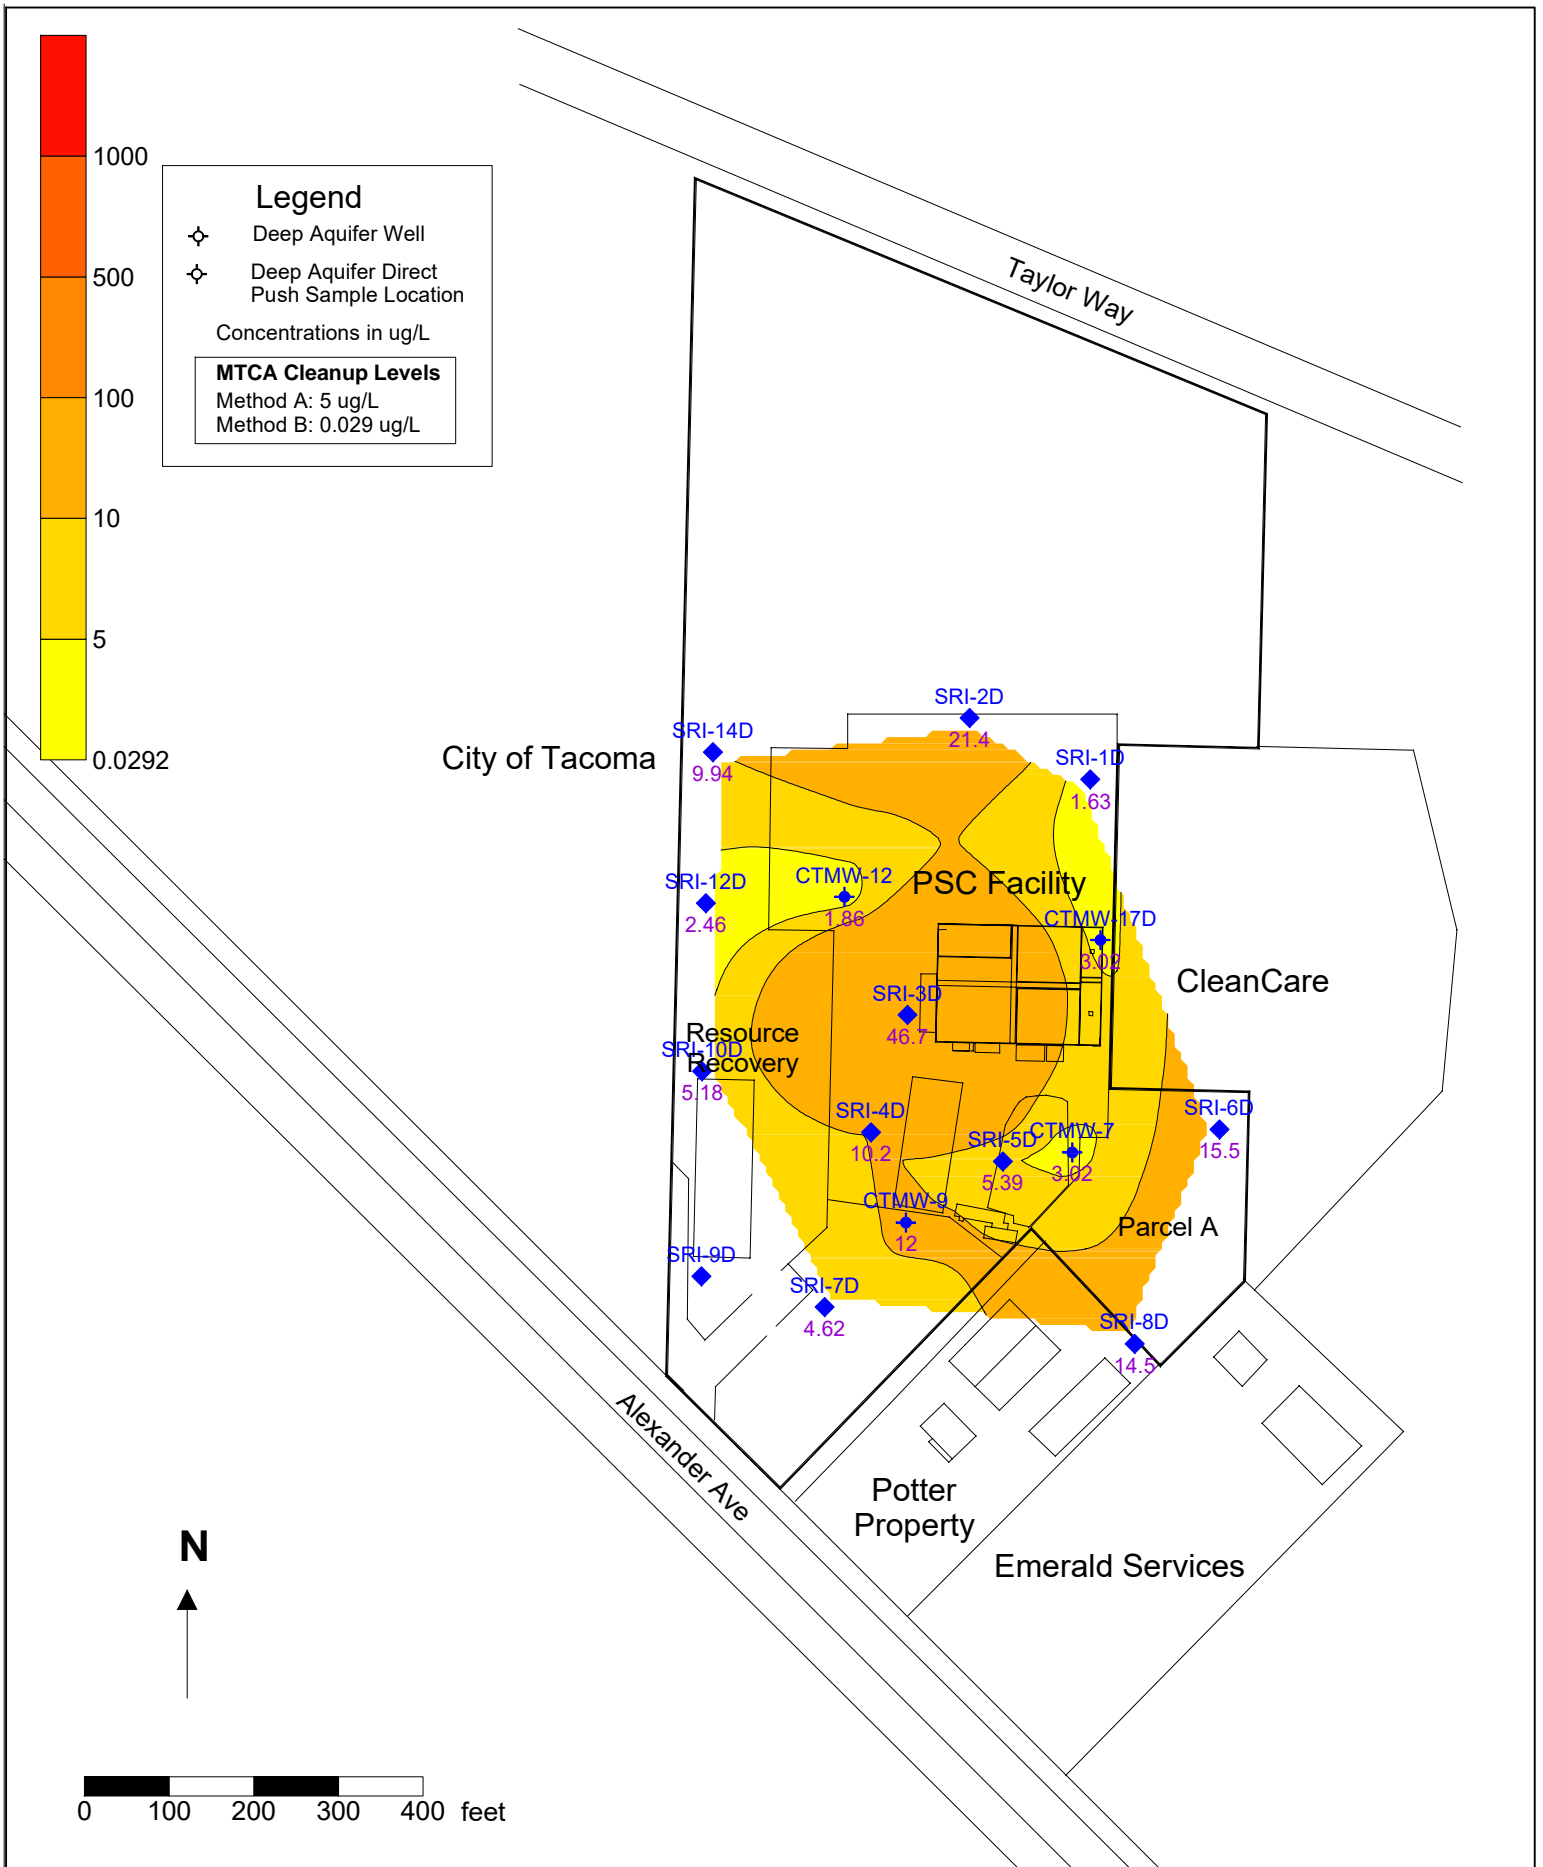 1000
500
100
10
5
0.0292
Legend
Deep Aquifer Well
Deep Aquifer Direct
Push Sample Location
Concentrations in ug/L
MTCA Cleanup Levels
Method A: 5 ug/L
Method B: 0.029 ug/L
Taylor Way
City of Tacoma
SRI-2D
21.4
SRI-14D
9.94
SRI-1D
1.63
SRI-12D
2.46
CTMW-12
1.86
PSC Facility
CTMW-17D
3.02
CleanCare
SRI-3D
46.7
Resource
Recovery
SRI-10D
5.18
SRI-4D
10.2
SRI-5D
5.39
CTMW-7
3.02
SRI-6D
15.5
CTMW-9
12
Parcel A
SRI-9D
SRI-7D
4.62
SRI-8D
14.5
Alexander Ave
Potter
Property
Emerald Services
N
0 100 200 300 400 feet